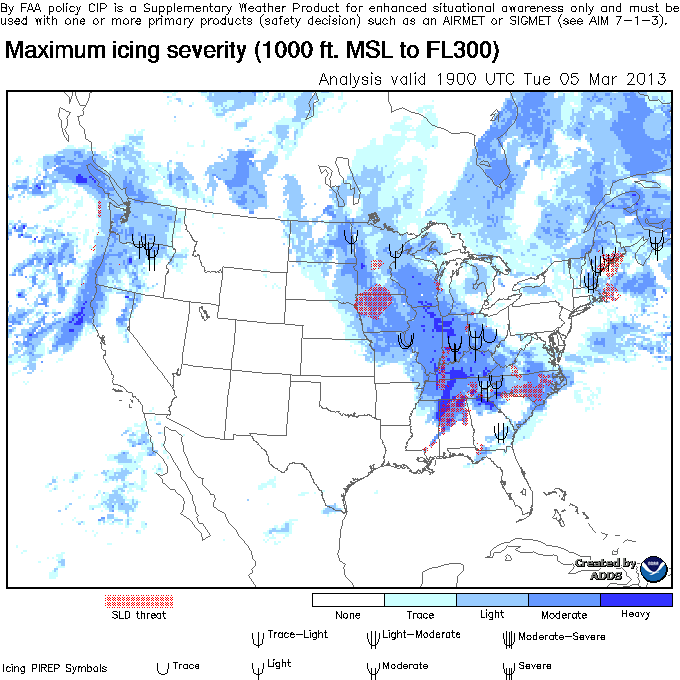 By FAA policy CIP is a Supplementary Weather Product for enhanced situational awareness only and must be
used with one or more primary products (safety decision) such as an AIRMET or SIGMET (see AIM 7-1-3).
Maximum icing severity (1000 ft. MSL to FL300)
Analysis valid 1900 UTC Tue 05 Mar 2013
Created by
ADDS
NOAA
SLD threat
None Trace Light Moderate Heavy
Trace-Light Light-Moderate Moderate-Severe
Icing PIREP Symbols Trace Light Moderate Severe